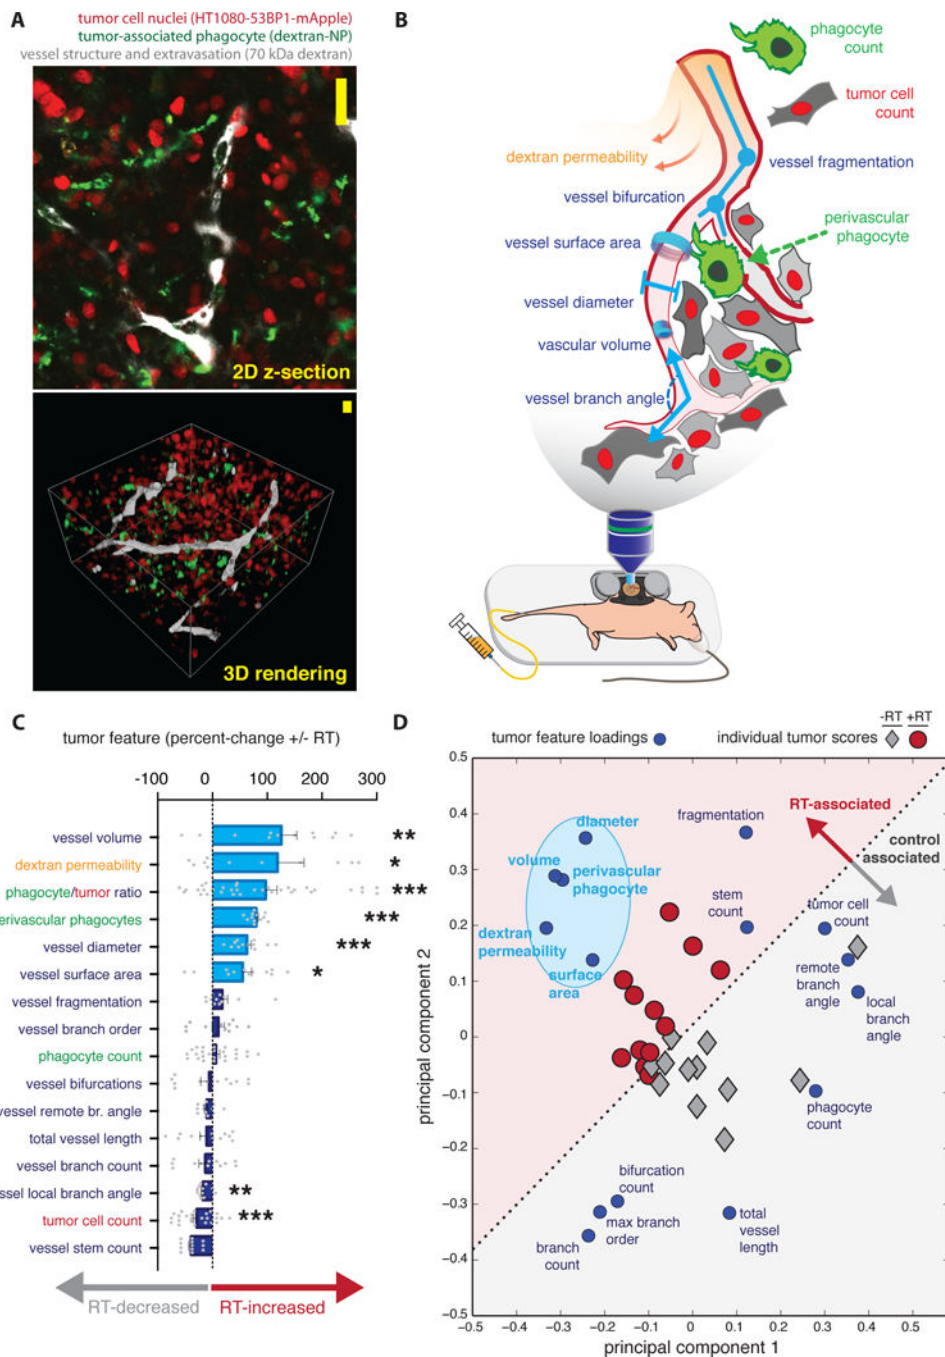 A
tumor cell nuclei (HT1080-53BP1-mApple)
tumor-associated phagocyte (dextran-NP)
vessel structure and extravasation (70 kDa dextran)
2D z-section
3D rendering
B
phagocyte
count
tumor cell
count
dextran permeability
vessel fragmentation
vessel bifurcation
perivascular
phagocyte
vessel surface area
vessel diameter
vascular volume
vessel branch angle
C
tumor feature (percent-change +/- RT)
-100 0 100 200 300
vessel volume **
dextran permeability *
phagocyte/tumor ratio ***
erivascular phagocytes ***
vessel diameter ***
vessel surface area *
vessel fragmentation
vessel branch order
phagocyte count
vessel bifurcations
vessel remote br. angle
total vessel length
vessel branch count
ssel local branch angle **
tumor cell count ***
vessel stem count
RT-decreased
RT-increased
D
tumor feature loadings
individual tumor scores
-RT +RT
principal component 2
0.5
0.4
0.3
0.2
0.1
0
−0.1
−0.2
−0.3
−0.4
−0.5
RT-associated
control
associated
fragmentation
diameter
volume
perivascular
phagocyte
dextran
permeability
surface
area
stem
count
tumor cell
count
remote
branch
angle
local
branch
angle
phagocyte
count
bifurcation
count
max branch
order
branch
count
total
vessel
length
−0.5 −0.4 −0.3 −0.2 −0.1 0 0.1 0.2 0.3 0.4 0.5
principal component 1